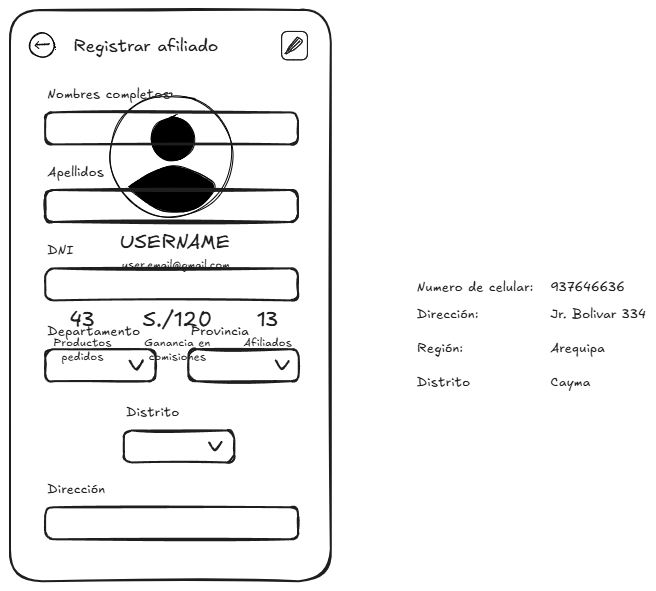 Registrar afiliado
Nombres completos
Apellidos
DNI
USERNAME
user.email@gmail.com
43 S./120 13
Departamento Provincia
Productos pedidos
Ganancia en comisiones
Afiliados
Distrito
Dirección
Numero de celular: 937646636
Dirección: Jr. Bolivar 334
Región: Arequipa
Distrito Cayma